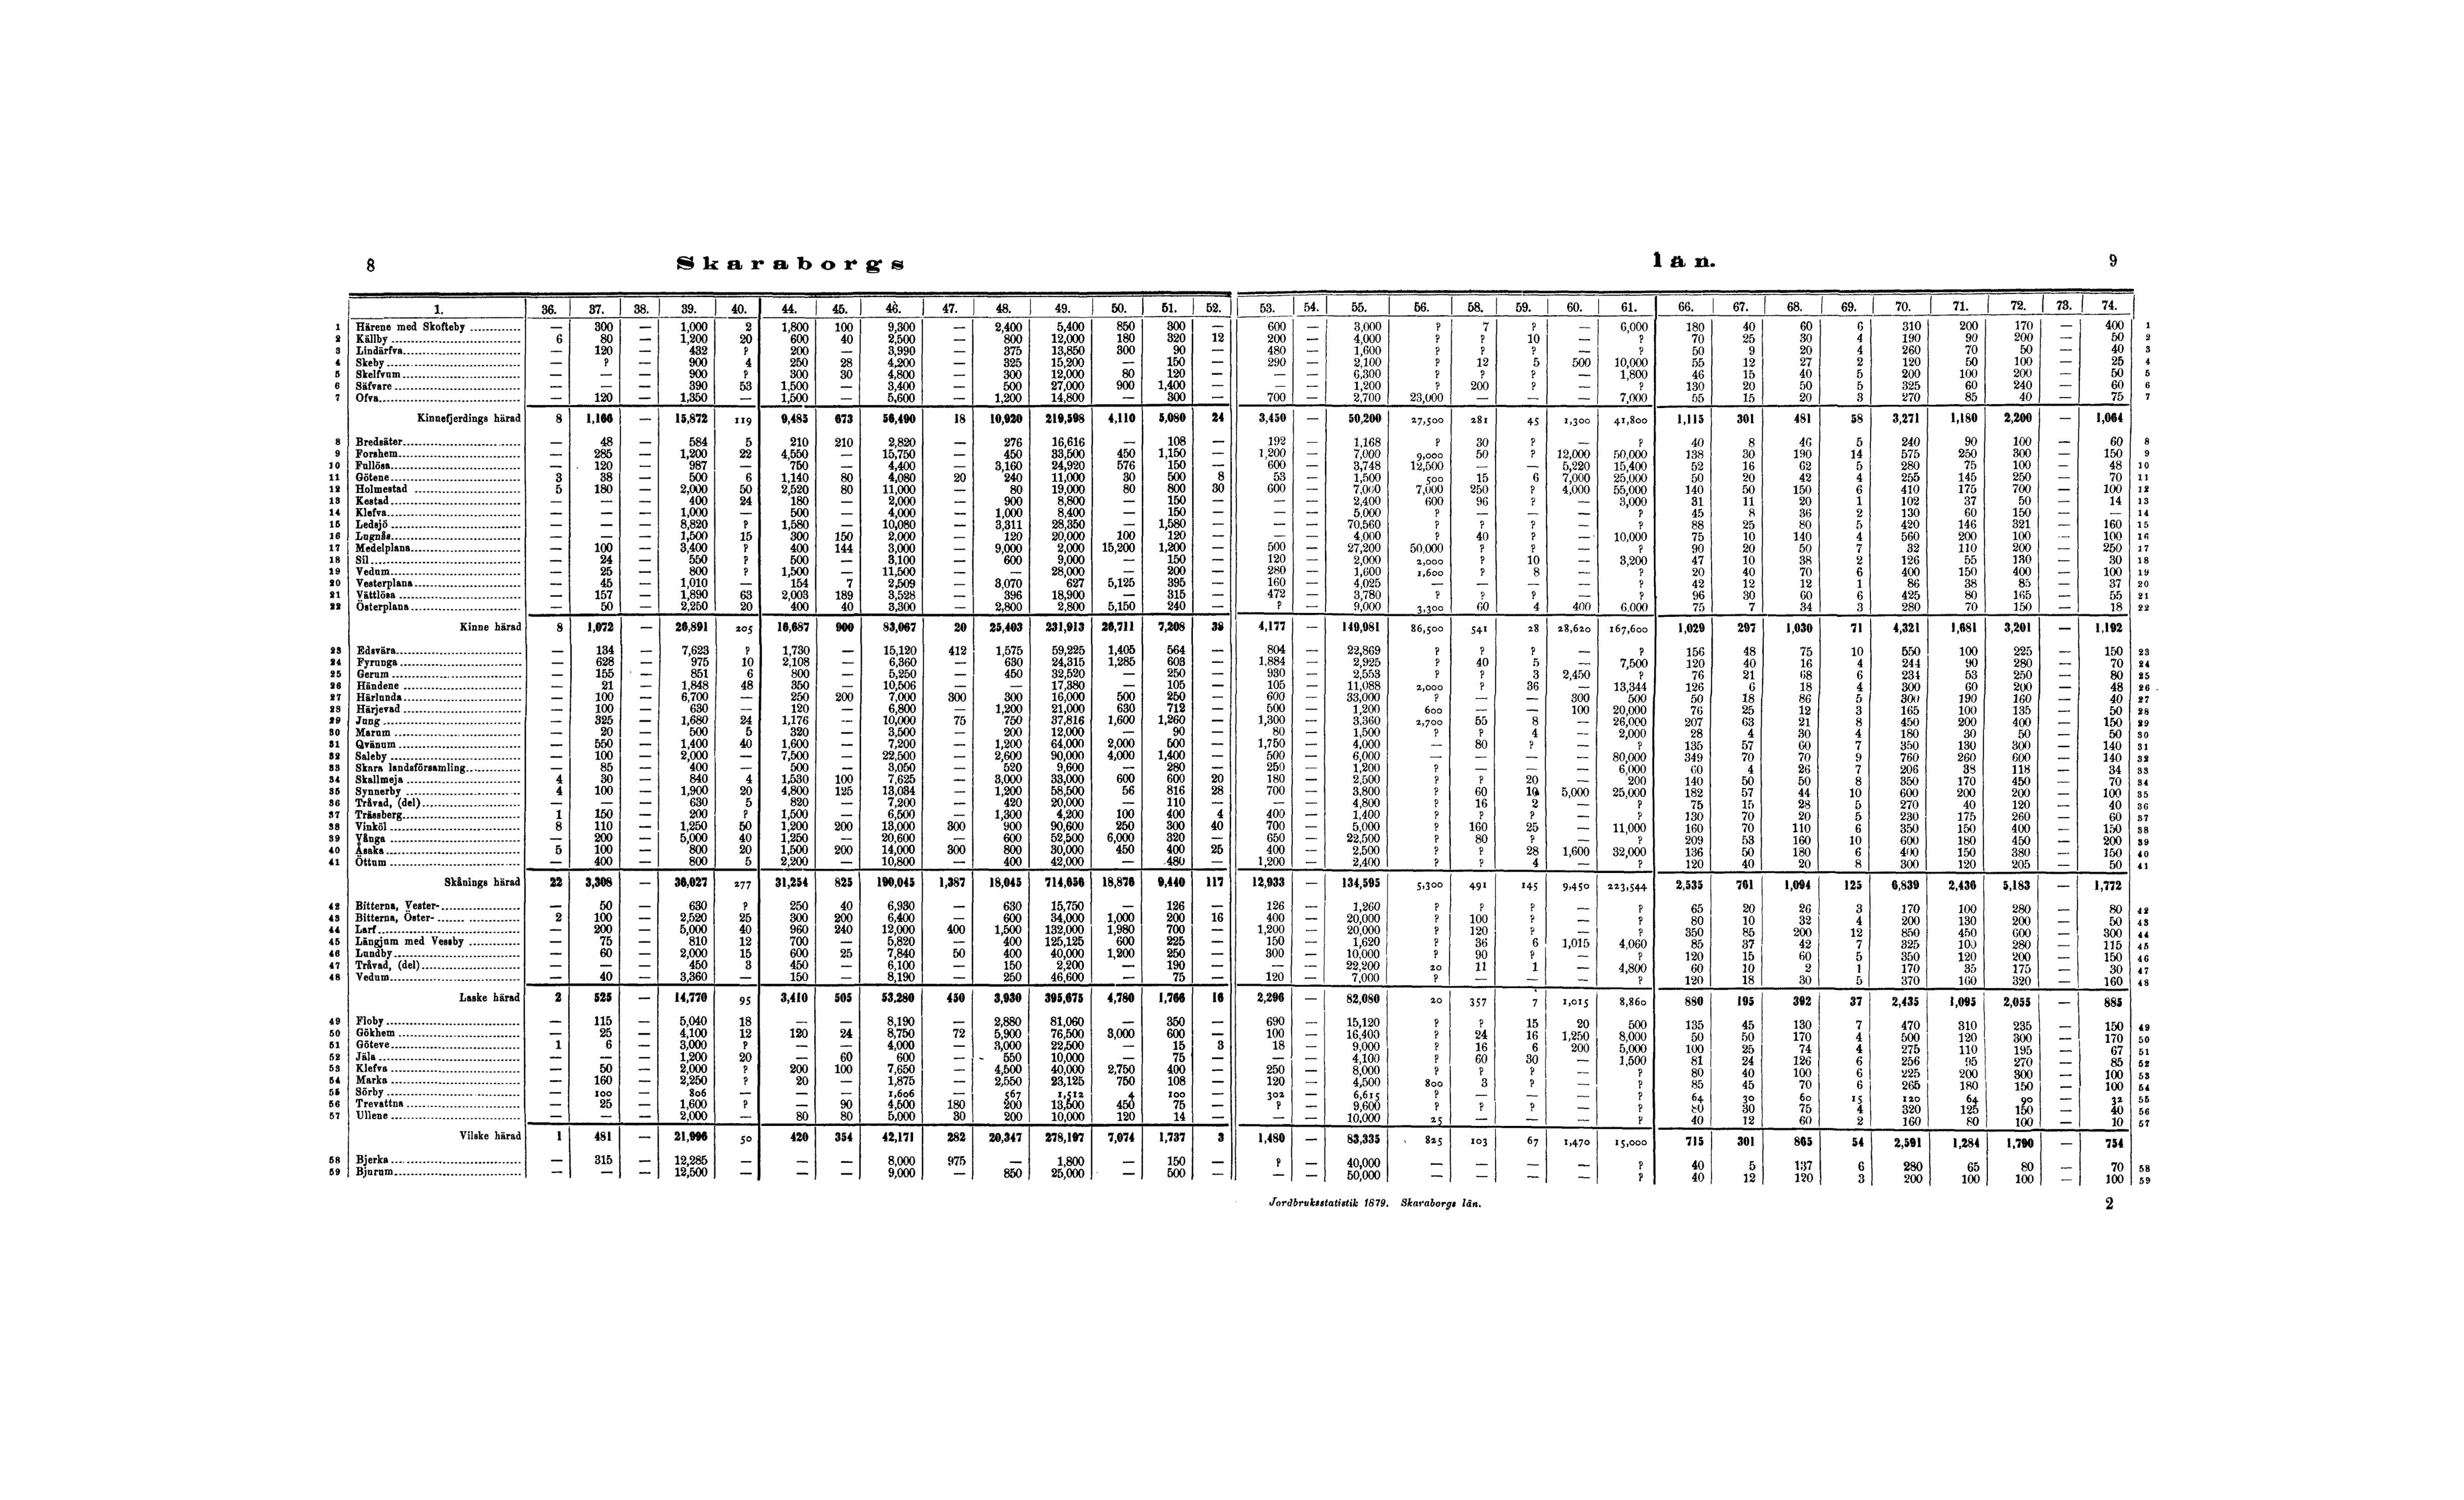 8 Skaraborgs län. 9
1. 36. 37. 38. 39. 40. 44. 45. 46. 47. 48. 49. 50. 51. 52. 53. 54. 55. 56. 58. 59. 60. 61. 66. 67. 68. 69. 70. 71. 72. 73. 74.
1 Härene med Skofteby — 300 — 1,000 2 1,800 100 9,300 — 2,400 5,400 850 300 — 600 — 3,000 ? 7 ? — 6,000 180 40 60 6 310 200 170 — 400 1
2 Källby 6 80 — 1,200 20 600 40 2,500 — 800 12,000 180 320 12 200 — 4,000 ? ? 10 — ? 70 25 30 4 190 90 200 — 50 2
3 Lindärfva — 120 — 432 ? 200 — 3,990 — 375 13,850 300 90 — 480 — 1,600 ? ? ? — ? 50 9 20 4 260 70 50 — 40 3
4 Skeby — ? — 900 4 250 28 4,200 — 325 15,200 — 150 — 290 — 2,100 ? 12 5 500 10,000 55 12 27 2 120 50 100 — 25 4
5 Skelfvum — — — 900 ? 300 30 4,800 — 300 12,000 80 120 — — — 6,300 ? ? ? — 1,800 46 15 40 5 200 100 200 — 50 5
6 Säfvare — — — 390 53 1,500 — 3,400 — 500 27,000 900 1,400 — — — 1,200 ? 200 ? — ? 130 20 50 5 325 60 240 — 60 6
7 Ofva — 120 — 1,350 — 1,500 — 5,600 — 1,200 14,800 — 300 — 700 — 2,700 23,000 — — — 7,000 55 15 20 3 270 85 40 — 75 7
Kinnefjerdings härad 8 1,166 — 15,872 119 9,485 673 56,490 18 10,920 219,598 4,110 5,080 24 3,450 — 50,200 27,500 281 45 1,300 41,800 1,115 301 481 58 3,271 1,180 2,200 — 1,064
8 Bredsäter — 48 — 584 5 210 210 2,820 — 276 16,616 — 108 — 192 — 1,168 ? 30 ? — ? 40 8 46 5 240 90 100 — 60 8
9 Forshem — 285 — 1,200 22 4,550 — 15,750 — 450 33,500 450 1,150 — 1,200 — 7,000 9,000 50 ? 12,000 50,000 138 30 190 14 575 250 300 — 150 9
10 Fullösa — 120 — 987 — 750 — 4,400 — 3,160 24,920 576 150 — 600 — 3,748 12,500 — — 5,220 15,400 52 16 62 5 280 75 100 — 48 10
11 Götene 3 38 — 500 6 1,140 80 4,080 20 240 11,000 30 500 8 53 — 1,500 500 15 6 7,000 25,000 50 20 42 4 255 145 250 — 70 11
12 Holmestad 5 180 — 2,000 50 2,520 80 11,000 — 80 19,000 80 800 30 600 — 7,000 7,000 250 ? 4,000 55,000 140 50 150 6 410 175 700 — 100 12
13 Kestad — — — 400 24 180 — 2,000 — 900 8,800 — 150 — — — 2,400 600 96 ? — 3,000 31 11 20 1 102 37 50 — 14 13
14 Klefva — — — 1,000 — 500 — 4,000 — 1,000 8,400 — 150 — — — 5,000 ? — — — ? 45 8 36 2 130 60 150 — — 14
15 Ledsjö — — — 8,820 ? 1,580 — 10,080 — 3,311 28,350 — 1,580 — — — 70,560 ? ? ? — ? 88 25 80 5 420 146 321 — 160 15
16 Lugnås — — — 1,500 15 300 150 2,000 — 120 20,000 100 120 — — — 4,000 ? 40 ? — 10,000 75 10 140 4 560 200 100 — 100 16
17 Medelplana — 100 — 3,400 ? 400 144 3,000 — 9,000 2,000 15,200 1,200 — 500 — 27,200 50,000 ? ? — ? 90 20 50 7 32 110 200 — 250 17
18 Sil — 24 — 550 ? 500 — 3,100 — 600 9,000 — 150 — 120 — 2,000 2,000 ? 10 — 3,200 47 10 38 2 126 55 130 — 30 18
19 Vedum — 25 — 800 ? 1,500 — 11,500 — — 28,000 — 200 — 280 — 1,600 1,600 ? 8 — ? 20 40 70 6 400 150 400 — 100 19
20 Vesterplana — 45 — 1,010 — 154 7 2,509 — 3,070 627 5,125 395 — 160 — 4,025 — — — — ? 42 12 12 1 86 38 85 — 37 20
21 Vättlösa — 157 — 1,890 63 2,003 189 3,528 — 396 18,900 — 315 — 472 — 3,780 ? ? ? — ? 96 30 60 6 425 80 165 — 55 21
22 Österplana — 50 — 2,250 20 400 40 3,300 — 2,800 2,800 5,150 240 — ? — 9,000 3,300 60 4 400 6,000 75 7 34 3 280 70 150 — 18 22
Kinne härad 8 1,072 — 26,891 205 16,687 900 83,067 20 25,403 231,913 26,711 7,208 38 4,177 — 149,981 86,500 541 28 28,620 167,600 1,029 297 1,030 71 4,321 1,681 3,201 — 1,192
23 Edsvära — 134 — 7,623 ? 1,730 — 15,120 412 1,575 59,225 1,405 564 — 804 — 22,869 ? ? ? — ? 156 48 75 10 550 100 225 — 150 23
24 Fyrunga — 628 — 975 10 2,108 — 6,360 — 630 24,315 1,285 603 — 1,884 — 2,925 ? 40 5 — 7,500 120 40 16 4 244 90 280 — 70 24
25 Gerum — 155 — 851 6 800 — 5,250 — 450 32,520 — 250 — 930 — 2,553 ? ? 3 2,450 ? 76 21 68 6 234 53 250 — 80 25
26 Händene — 21 — 1,848 48 350 — 10,506 — — 17,380 — 105 — 105 — 11,088 2,000 ? 36 — 13,344 126 6 18 4 300 60 200 — 48 26
27 Härlunda — 100 — 6,700 — 250 200 7,000 300 300 16,000 500 250 — 600 — 33,000 ? — — 300 500 50 18 86 5 300 190 160 — 40 27
28 Härjevad — 100 — 630 — 120 — 6,800 — 1,200 21,000 630 712 — 500 — 1,200 600 — — 100 20,000 76 25 12 3 165 100 135 — 50 28
29 Jung — 325 — 1,680 24 1,176 — 10,000 75 750 37,816 1,600 1,260 — 1,300 — 3,360 2,700 55 8 — 26,000 207 63 21 8 450 200 400 — 150 29
30 Marum — 20 — 500 5 320 — 3,500 — 200 12,000 — 90 — 80 — 1,500 ? ? 4 — 2,000 28 4 30 4 180 30 50 — 50 30
31 Qvänum — 550 — 1,400 40 1,600 — 7,200 — 1,200 64,000 2,000 500 — 1,750 — 4,000 — 80 ? — ? 135 57 60 7 350 130 300 — 140 31
32 Saleby — 100 — 2,000 — 7,500 — 22,500 — 2,600 90,000 4,000 1,400 — 500 — 6,000 — — — — 80,000 349 70 70 9 760 260 600 — 140 32
33 Skara landsförsamling — 85 — 400 — 500 — 3,050 — 520 9,600 — 280 — 250 — 1,200 ? — — — 6,000 60 4 26 7 206 38 118 — 34 33
34 Skallmeja 4 30 — 840 4 1,530 100 7,625 — 3,000 33,000 600 600 20 180 — 2,500 ? ? 20 — 200 140 50 50 8 350 170 450 — 70 34
35 Synnerby 4 100 — 1,900 20 4,800 125 13,034 — 1,200 58,500 56 816 28 700 — 3,800 ? 60 10 5,000 25,000 182 57 44 10 600 200 200 — 100 35
36 Tråvad, (del) — — — 630 5 820 — 7,200 — 420 20,000 — 110 — — — 4,800 ? 16 2 — ? 75 15 28 5 270 40 120 — 40 36
37 Trässberg 1 150 — 200 ? 1,500 — 6,500 — 1,300 4,200 100 400 4 400 — 1,400 ? ? ? — ? 130 70 20 5 230 175 260 — 60 37
38 Vinköl 8 110 — 1,250 50 1,200 200 13,000 300 900 90,600 250 300 40 700 — 5,000 ? 160 25 — 11,000 160 70 110 6 350 150 400 — 150 38
39 Vånga — 200 — 5,000 40 1,250 — 20,600 — 600 52,500 6,000 320 — 650 — 22,500 ? 80 ? — ? 209 53 160 10 600 180 450 — 200 39
40 Åsaka 5 100 — 800 20 1,500 200 14,000 300 800 30,000 450 400 25 400 — 2,500 ? ? 28 1,600 32,000 136 50 180 6 400 150 380 — 150 40
41 Öttum — 400 — 800 5 2,200 — 10,800 — 400 42,000 — 480 — 1,200 — 2,400 ? ? 4 — ? 120 40 20 8 300 120 205 — 50 41
Skånings härad 22 3,308 — 36,027 277 31,254 825 190,045 1,387 18,045 714,656 18,876 9,440 117 12,933 — 134,595 5,300 491 145 9,450 223,544 2,535 761 1,094 125 6,839 2,436 5,183 — 1,772
42 Bitterna, Vester- — 50 — 630 ? 250 40 6,930 — 630 15,750 — 126 — 126 — 1,260 ? ? ? — ? 65 20 26 3 170 100 280 — 80 42
43 Bitterna, Öster- 2 100 — 2,520 25 300 200 6,400 — 600 34,000 1,000 200 16 400 — 20,000 ? 100 ? — ? 80 10 32 4 200 130 200 — 50 43
44 Larf — 200 — 5,000 40 960 240 12,000 400 1,500 132,000 1,980 700 — 1,200 — 20,000 ? 120 ? — ? 350 85 200 12 850 450 600 — 300 44
45 Längjum med Vessby — 75 — 810 12 700 — 5,820 — 400 125,125 600 225 — 150 — 1,620 ? 36 6 1,015 4,060 85 37 42 7 325 100 280 — 115 45
46 Lundby — 60 — 2,000 15 600 25 7,840 50 400 40,000 1,200 250 — 300 — 10,000 ? 90 ? — ? 120 15 60 5 350 120 200 — 150 46
47 Tråvad, (del) — — — 450 3 450 — 6,100 — 150 2,200 — 190 — — — 22,200 20 11 1 — 4,800 60 10 2 1 170 35 175 — 30 47
48 Vedum — 40 — 3,360 — 150 — 8,190 — 250 46,600 — 75 — 120 — 7,000 ? — — — ? 120 18 30 5 370 160 320 — 160 48
Laske härad 2 525 — 14,770 95 3,410 505 53,280 450 3,930 395,675 4,780 1,766 16 2,296 — 82,080 20 357 7 1,015 8,860 880 195 392 37 2,435 1,095 2,055 — 885
49 Floby — 115 — 5,040 18 — — 8,190 — 2,880 81,060 — 350 — 690 — 15,120 ? ? 15 20 500 135 45 130 7 470 310 235 — 150 49
50 Gökhem — 25 — 4,100 12 120 24 8,750 72 5,900 76,500 3,000 600 — 100 — 16,400 ? 24 16 1,250 8,000 50 50 170 4 500 120 300 — 170 50
51 Göteve 1 6 — 3,000 ? — — 4,000 — 3,000 22,500 — 15 3 18 — 9,000 ? 16 6 200 5,000 100 25 74 4 275 110 195 — 67 51
52 Jäla — — — 1,200 20 — 60 600 — 550 10,000 — 75 — — — 4,100 ? 60 30 — 1,500 81 24 126 6 256 95 270 — 85 52
53 Klefva — 50 — 2,000 ? 200 100 7,650 — 4,500 40,000 2,750 400 — 250 — 8,000 ? ? ? — ? 80 40 100 6 225 200 300 — 100 53
54 Marka — 160 — 2,250 ? 20 — 1,875 — 2,550 23,125 750 108 — 120 — 4,500 800 3 ? — ? 85 45 70 6 265 180 150 — 100 54
55 Sörby — 100 — 806 — — — 1,606 — 567 1,512 4 100 — 302 — 6,615 ? — — — ? 64 30 60 15 120 64 90 — 32 55
56 Trevattna — 25 — 1,600 ? — 90 4,500 180 200 13,500 450 75 — ? — 9,600 ? ? ? — ? 80 30 75 4 320 125 150 — 40 56
57 Ullene — — — 2,000 — 80 80 5,000 30 200 10,000 120 14 — — — 10,000 25 — — — ? 40 12 60 2 160 80 100 — 10 57
Vilske härad 1 481 — 21,996 50 420 354 42,171 282 20,347 278,197 7,074 1,737 3 1,480 — 83,335 825 103 67 1,470 15,000 715 301 865 54 2,591 1,284 1,790 — 754
58 Bjerka — 315 — 12,285 — — — 8,000 975 — 1,800 — 150 — ? — 40,000 — — — — ? 40 5 137 6 280 65 80 — 70 58
59 Bjurum — — — 12,500 — — — 9,000 — 850 25,000 — 500 — — — 50,000 — — — — ? 40 12 120 3 200 100 100 — 100 59
Jordbruksstatistik 1879. Skaraborgs län. 2